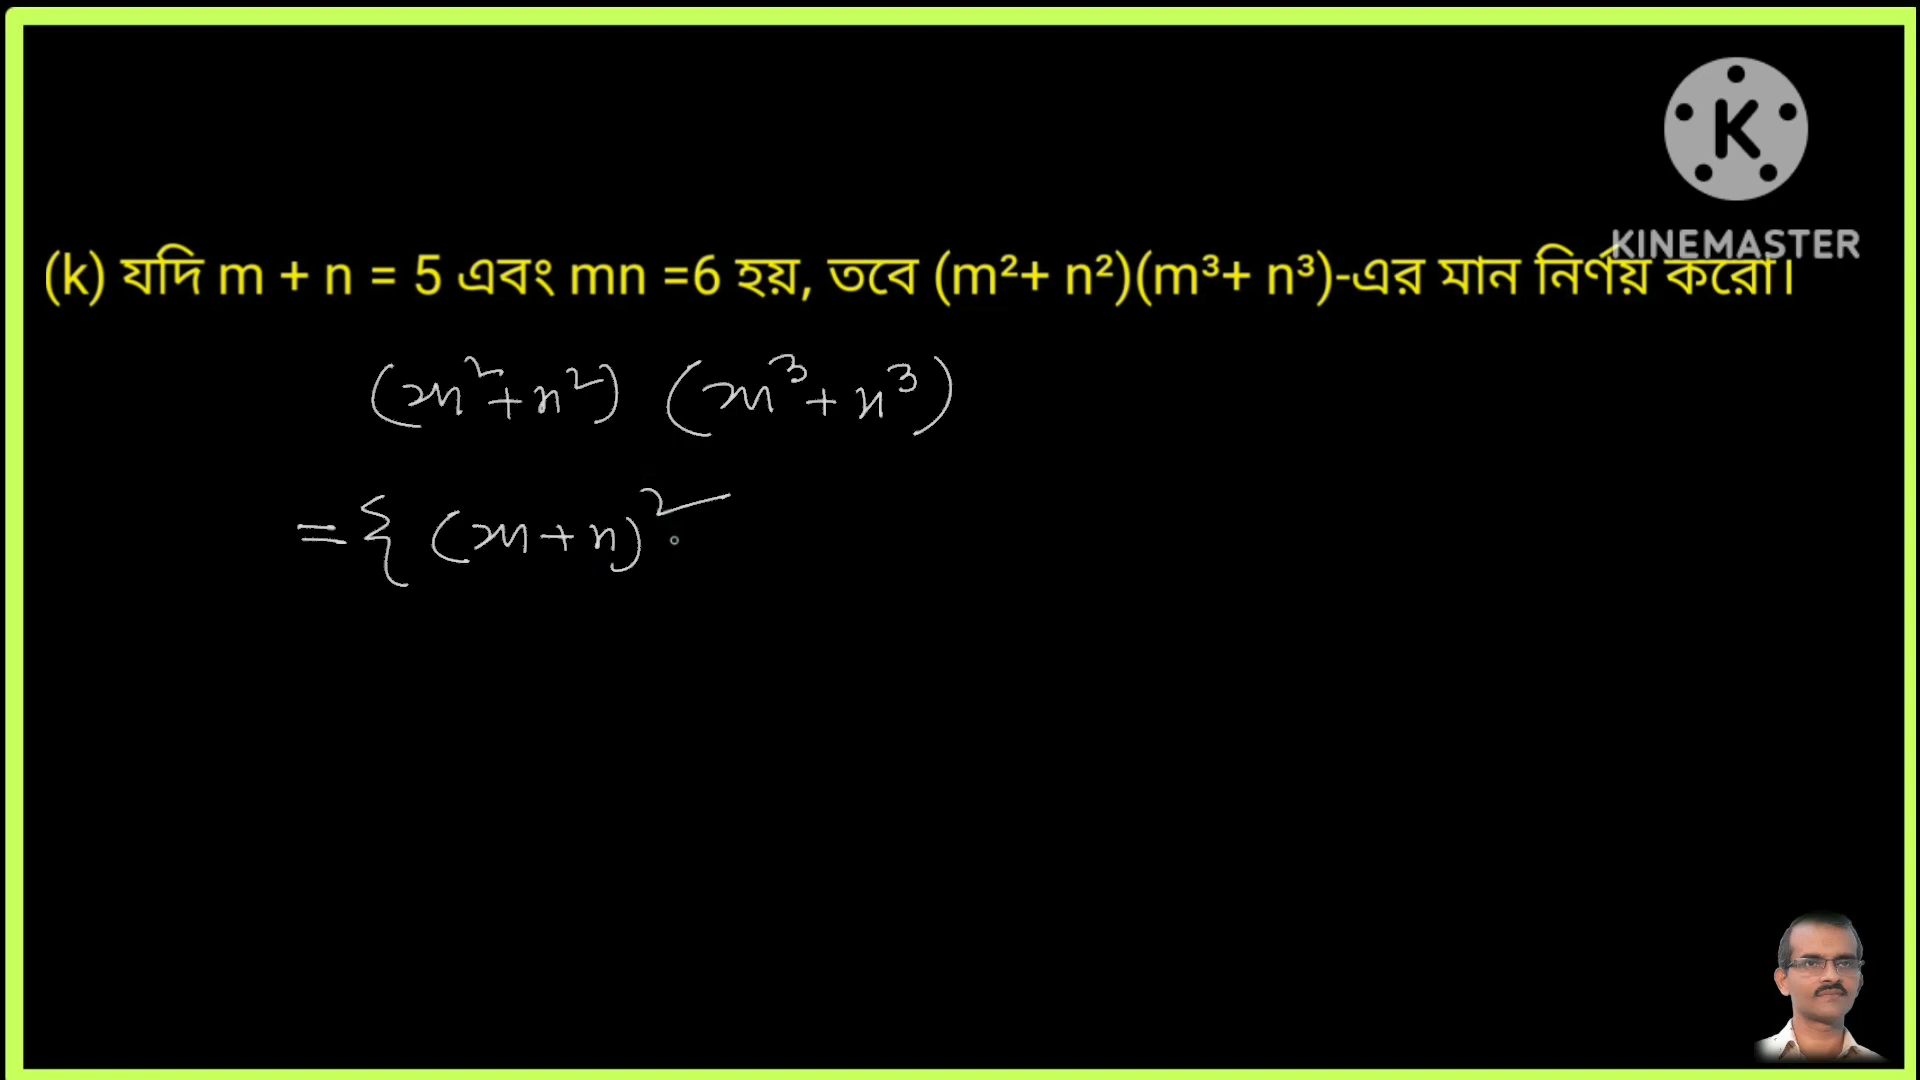 KINEMASTER
(k) যদি m + n = 5 এবং mn =6 হয়, তবে (m²+ n²)(m³+ n³)-এর মান নির্ণয় করো।
(m²+n²) (m³+n³)
= { (m+n)²